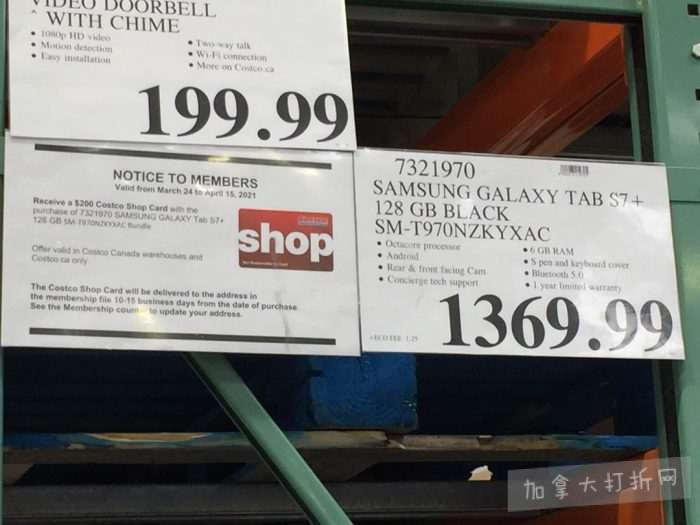 VIDEO DOORBELL
WITH CHIME
• 1080p HD video
• Motion detection
• Easy installation
• Two-way talk
• Wi-Fi connection
• More on Costco.ca
199.99
NOTICE TO MEMBERS
Valid from March 24 to April 15, 2021
Receive a $200 Costco Shop Card with the
purchase of 7321970 SAMSUNG GALAXY Tab S7+
128 GB SM-T970NZKYXAC Bundle
shop
Offer valid in Costco Canada warehouses and
Costco.ca only
The Costco Shop Card will be delivered to the address in
the membership file 10-15 business days from the date of purchase
See the Membership counter to update your address.
7321970
SAMSUNG GALAXY TAB S7+
128 GB BLACK
SM-T970NZKYXAC
• Octacore processor
• Android
• Rear & front facing Cam
• Concierge tech support
• 6 GB RAM
• S pen and keyboard cover
• Bluetooth 5.0
• 1 year limited warranty
+ECO FEE 1.25
1369.99
加拿大打折网